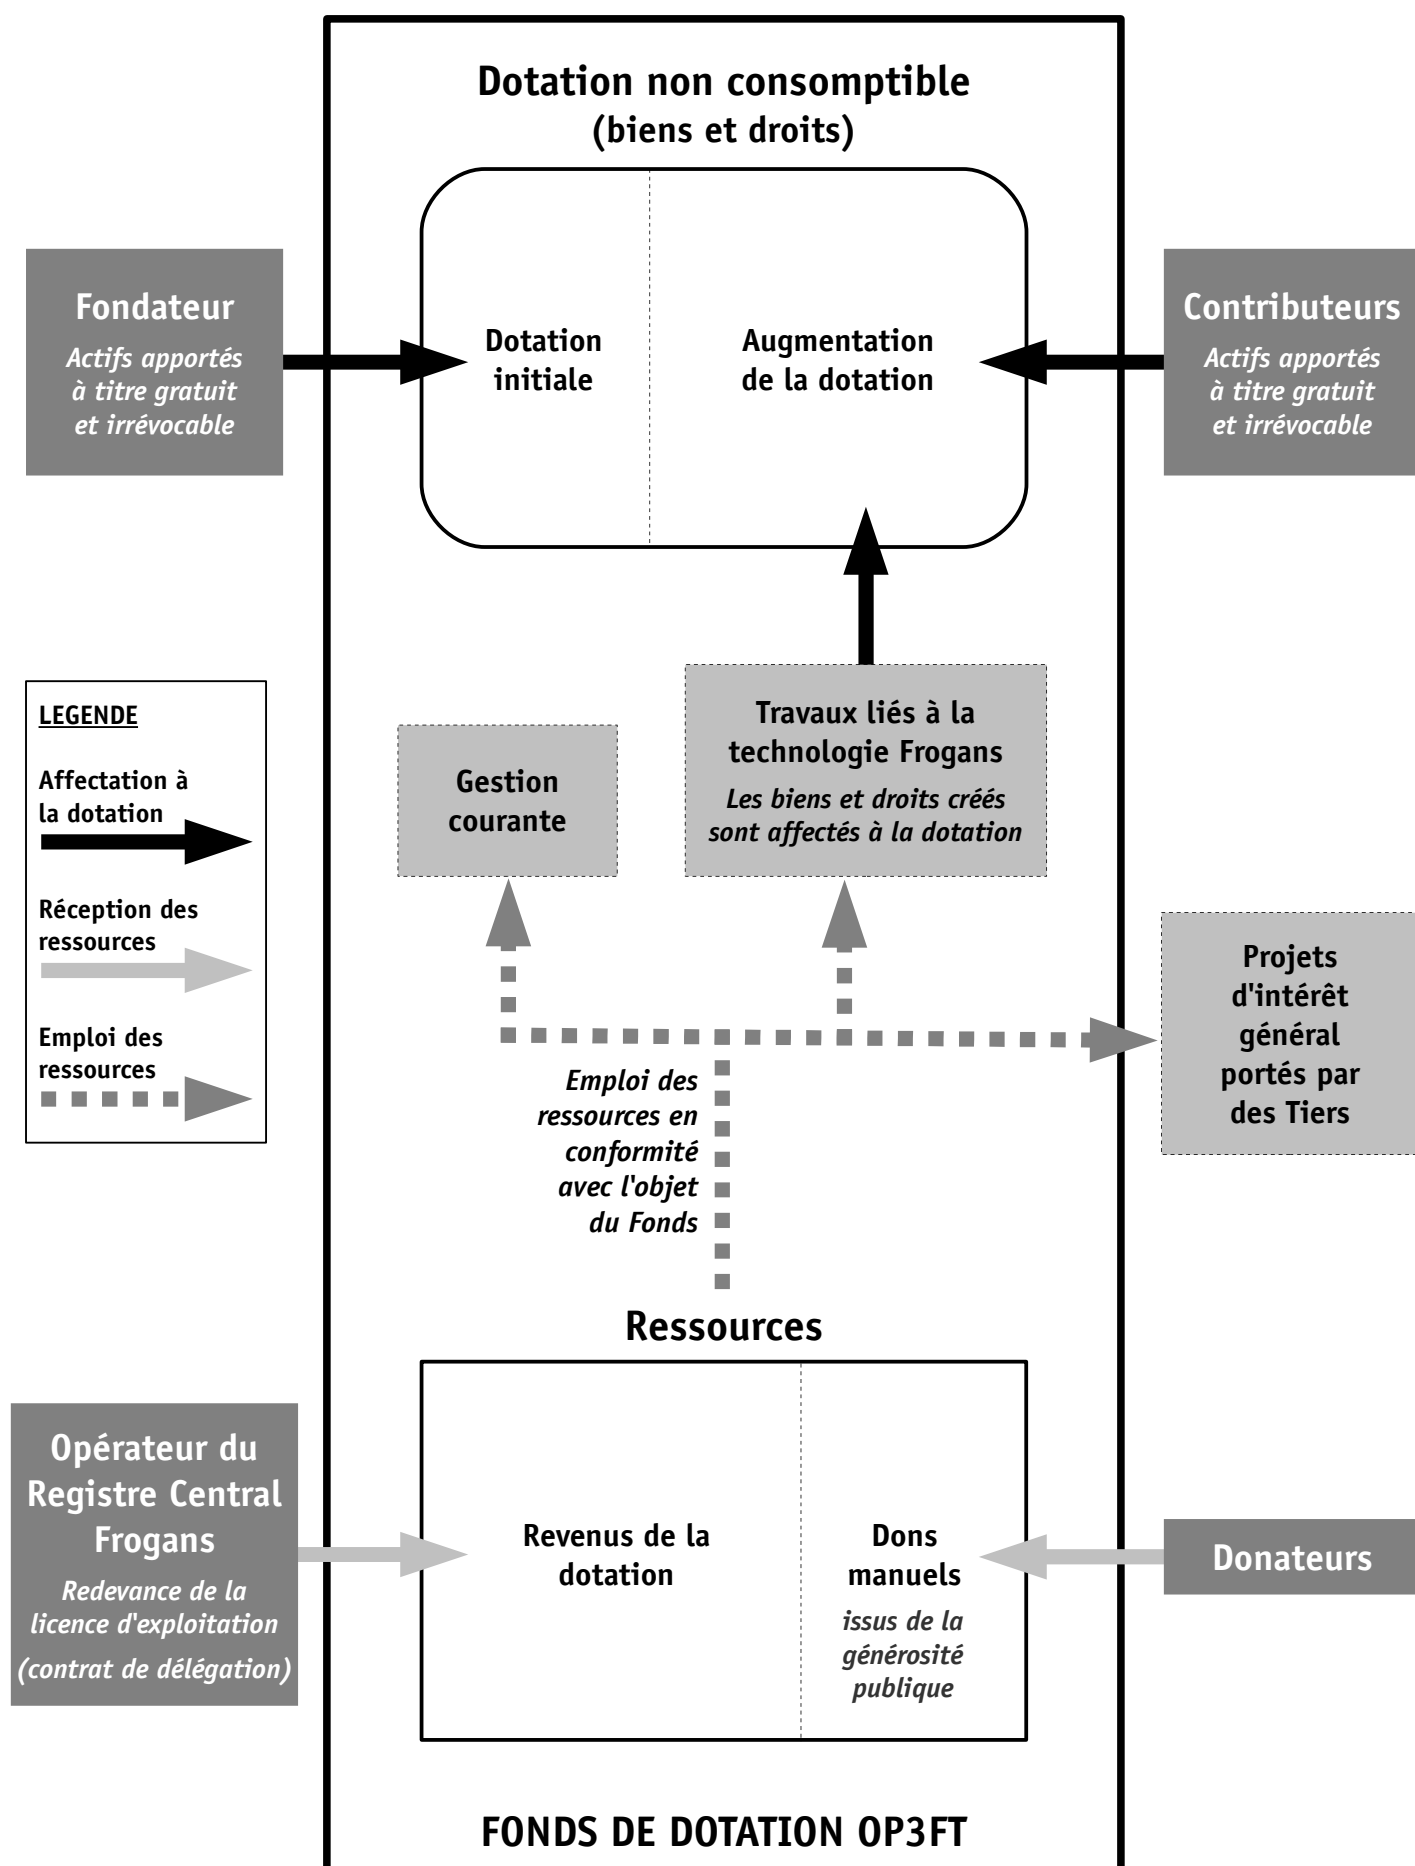 Dotation non consomptible
(biens et droits)
Fondateur
Actifs apportés
à titre gratuit
et irrévocable
Dotation
initiale
Augmentation
de la dotation
Contributeurs
Actifs apportés
à titre gratuit
et irrévocable
LEGENDE
Affectation à
la dotation
Réception des
ressources
Emploi des
ressources
Gestion
courante
Travaux liés à la
technologie Frogans
Les biens et droits créés
sont affectés à la dotation
Projets
d'intérêt
général
portés par
des Tiers
Emploi des
ressources en
conformité
avec l'objet
du Fonds
Ressources
Opérateur du
Registre Central
Frogans
Redevance de la
licence d'exploitation
(contrat de délégation)
Revenus de la
dotation
Dons
manuels
issus de la
générosité
publique
Donateurs
FONDS DE DOTATION OP3FT